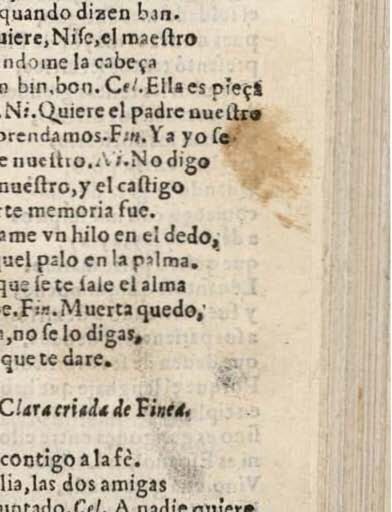 quando dizen ban.
uiere, Nise, el maestro
ndome la cabeça
n bin, bon. Cel. Ella es pieça
. Ni. Quiere el padre nuestro
prendamos. Fin. Ya yo se
e nuestro. Ni. No digo
nuestro, y el castigo
rte memoria fue.
ame vn hilo en el dedo,
quel palo en la palma.
que se te sale el alma
e. Fin. Muerta quedo,
a, no se lo digas,
que te dare.
Clara criada de Finea.
contigo a la fè.
lia, las dos amigas
untado. Cel. A nadie quiere